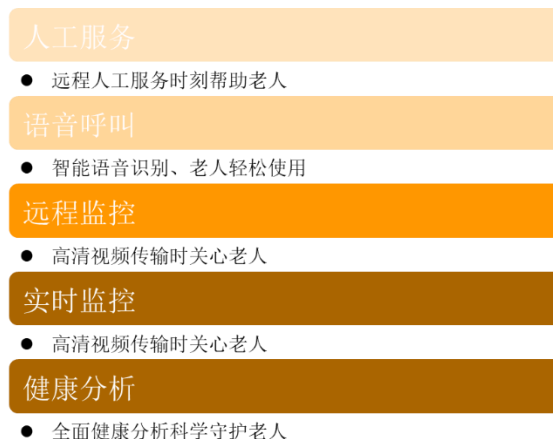 人工服务
● 远程人工服务时刻帮助老人
语音呼叫
● 智能语音识别、老人轻松使用
远程监控
● 高清视频传输时关心老人
实时监控
● 高清视频传输时关心老人
健康分析
● 全面健康分析科学守护老人